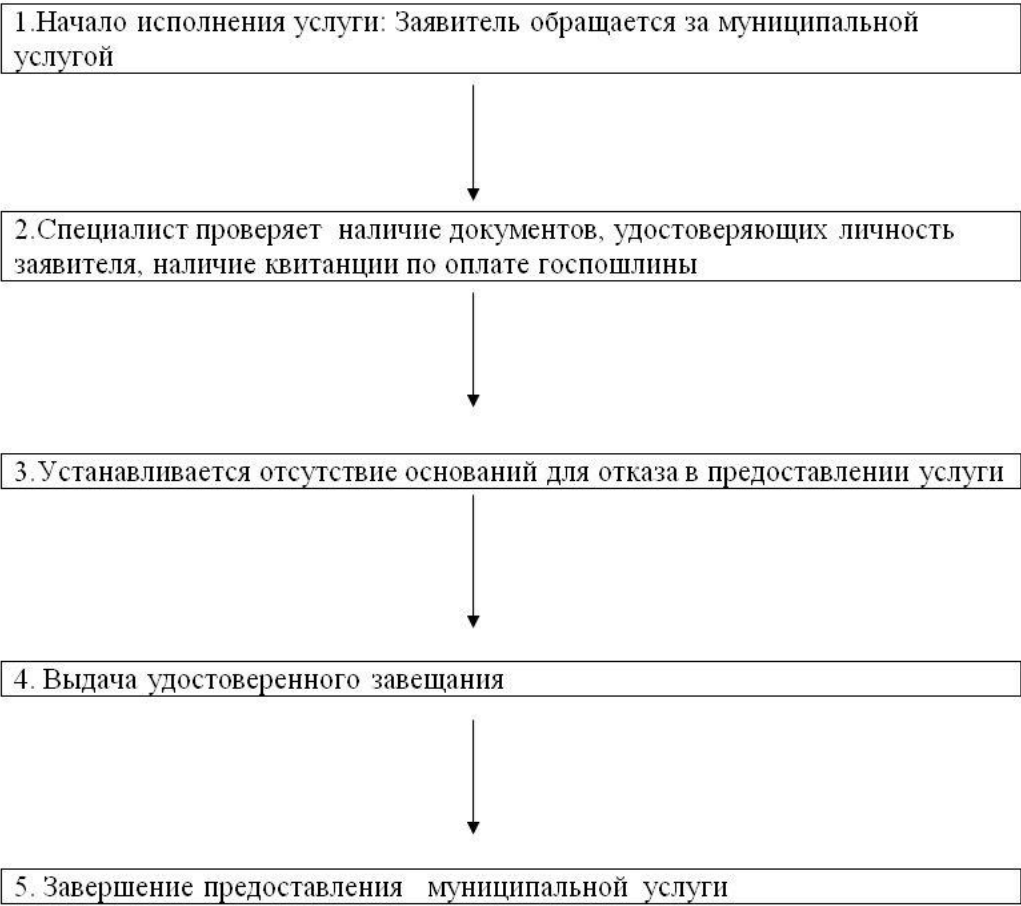 1.Начало исполнения услуги: Заявитель обращается за муниципальной
услугой
2.Специалист проверяет наличие документов, удостоверяющих личность
заявителя, наличие квитанции по оплате госпошлины
3.Устанавливается отсутствие оснований для отказа в предоставлении услуги
4. Выдача удостоверенного завещания
5. Завершение предоставления муниципальной услуги